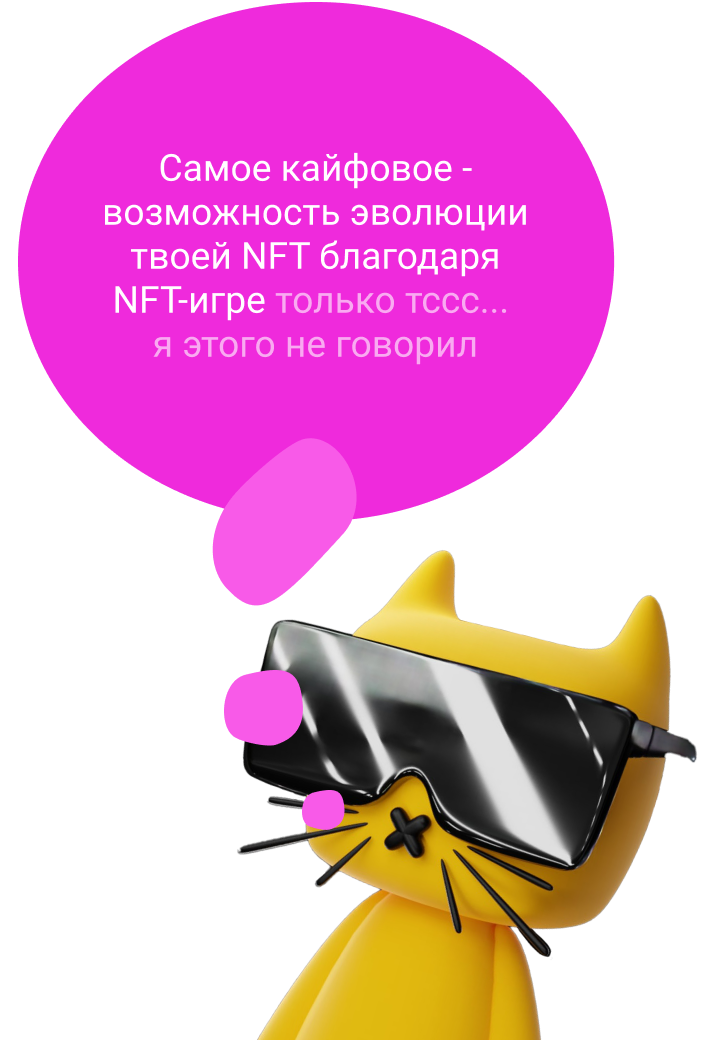 Самое кайфовое -
возможность эволюции
твоей NFT благодаря
NFT-игре только тссс...
я этого не говорил